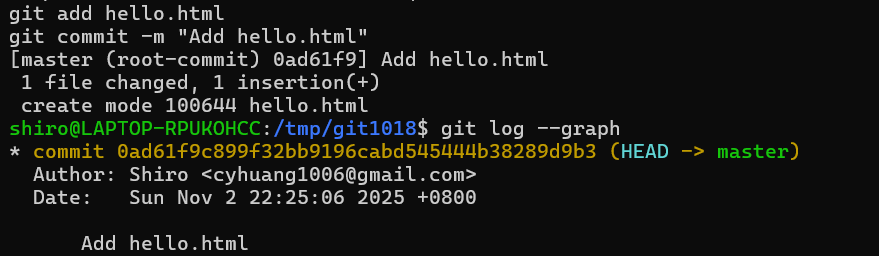 git add hello.html
git commit -m "Add hello.html"
[master (root-commit) 0ad61f9] Add hello.html
 1 file changed, 1 insertion(+)
 create mode 100644 hello.html
shiro@LAPTOP-RPUKOHCC:/tmp/git1018$ git log --graph
* commit 0ad61f9c899f32bb9196cabd545444b38289d9b3 (HEAD -> master)
  Author: Shiro <cyhuang1006@gmail.com>
  Date:   Sun Nov 2 22:25:06 2025 +0800

      Add hello.html